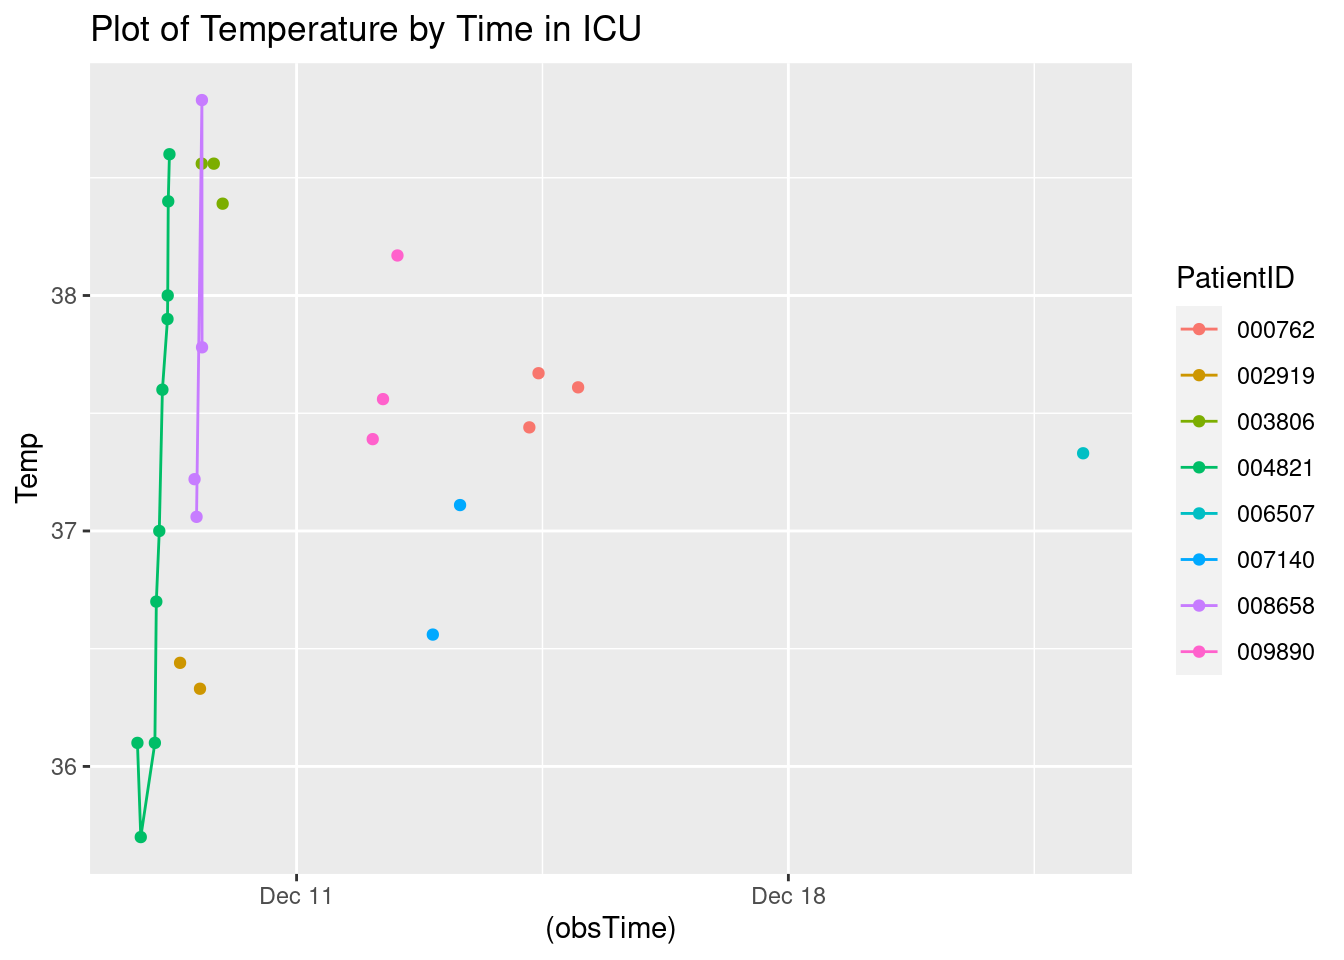 Plot of Temperature by Time in ICU
Temp
38
37
36
Dec 11
Dec 18
(obsTime)
PatientID
000762
002919
003806
004821
006507
007140
008658
009890